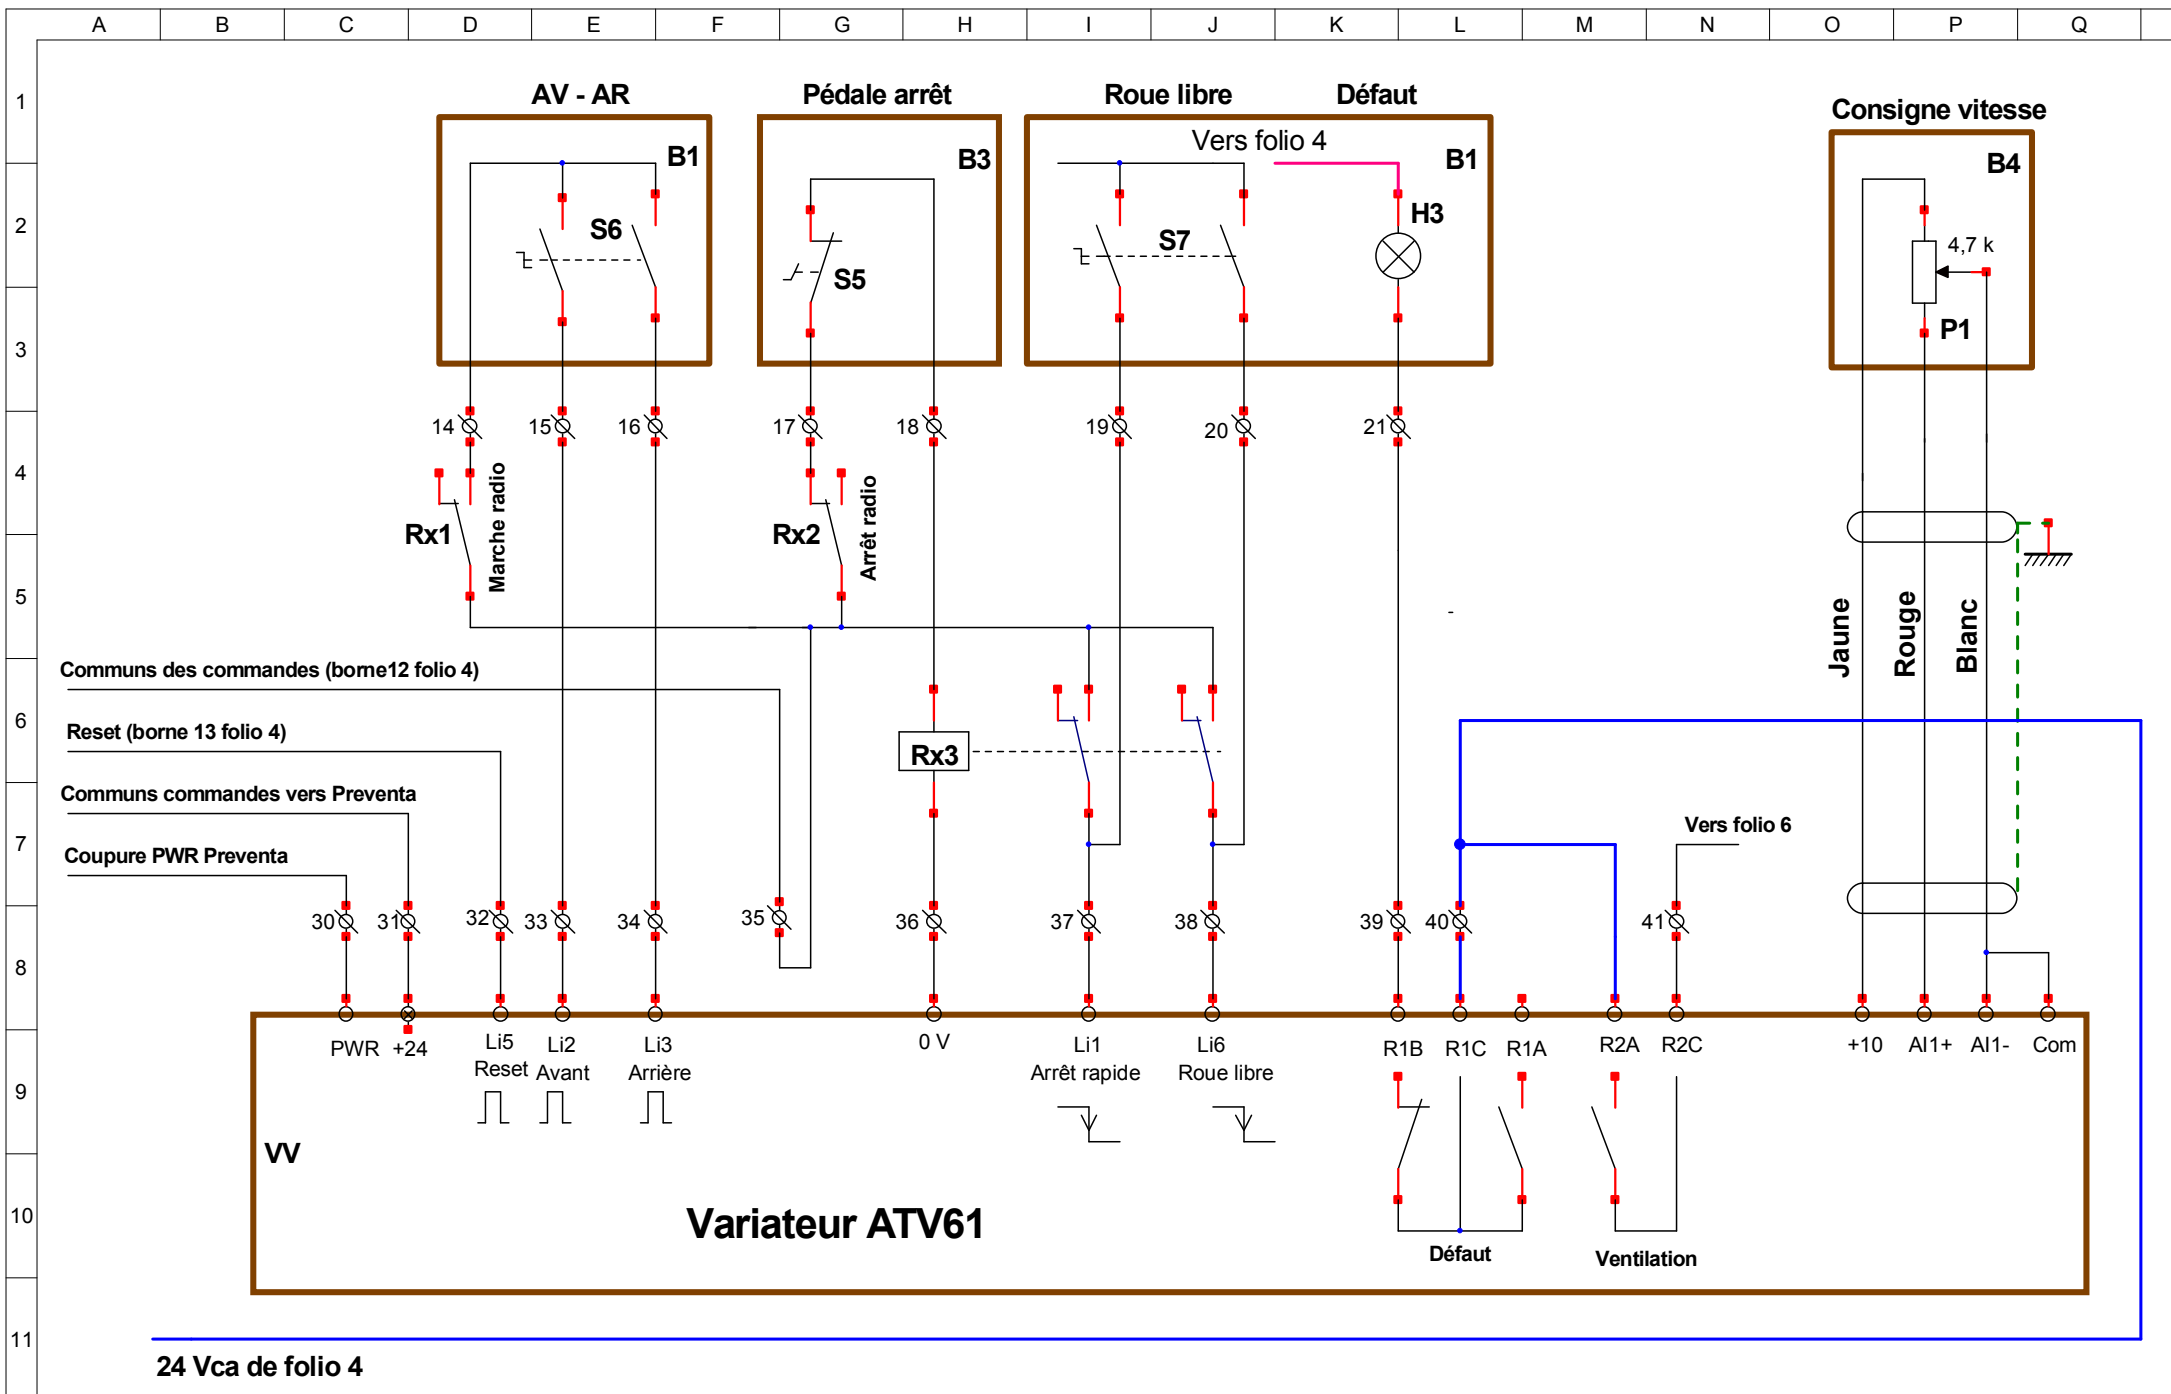 A B C D E F G H I J K L M N O P Q
1
2
3
4
5
6
7
8
9
10
11
AV - AR
Pédale arrêt
Roue libre
Défaut
Consigne vitesse
B1
B3
Vers folio 4
B1
B4
S6
S5
S7
H3
4,7 k
P1
14
15
16
17
18
19
20
21
Rx1
Marche radio
Rx2
Arrêt radio
Jaune
Rouge
Blanc
Communs des commandes (borne12 folio 4)
Reset (borne 13 folio 4)
Rx3
Communs commandes vers Preventa
Coupure PWR Preventa
Vers folio 6
30
31
32
33
34
35
36
37
38
39
40
41
PWR
+24
Li5
Reset
Li2
Avant
Li3
Arrière
0 V
Li1
Arrêt rapide
Li6
Roue libre
R1B
R1C
R1A
R2A
R2C
+10
AI1+
AI1-
Com
VV
Variateur ATV61
Défaut
Ventilation
24 Vca de folio 4